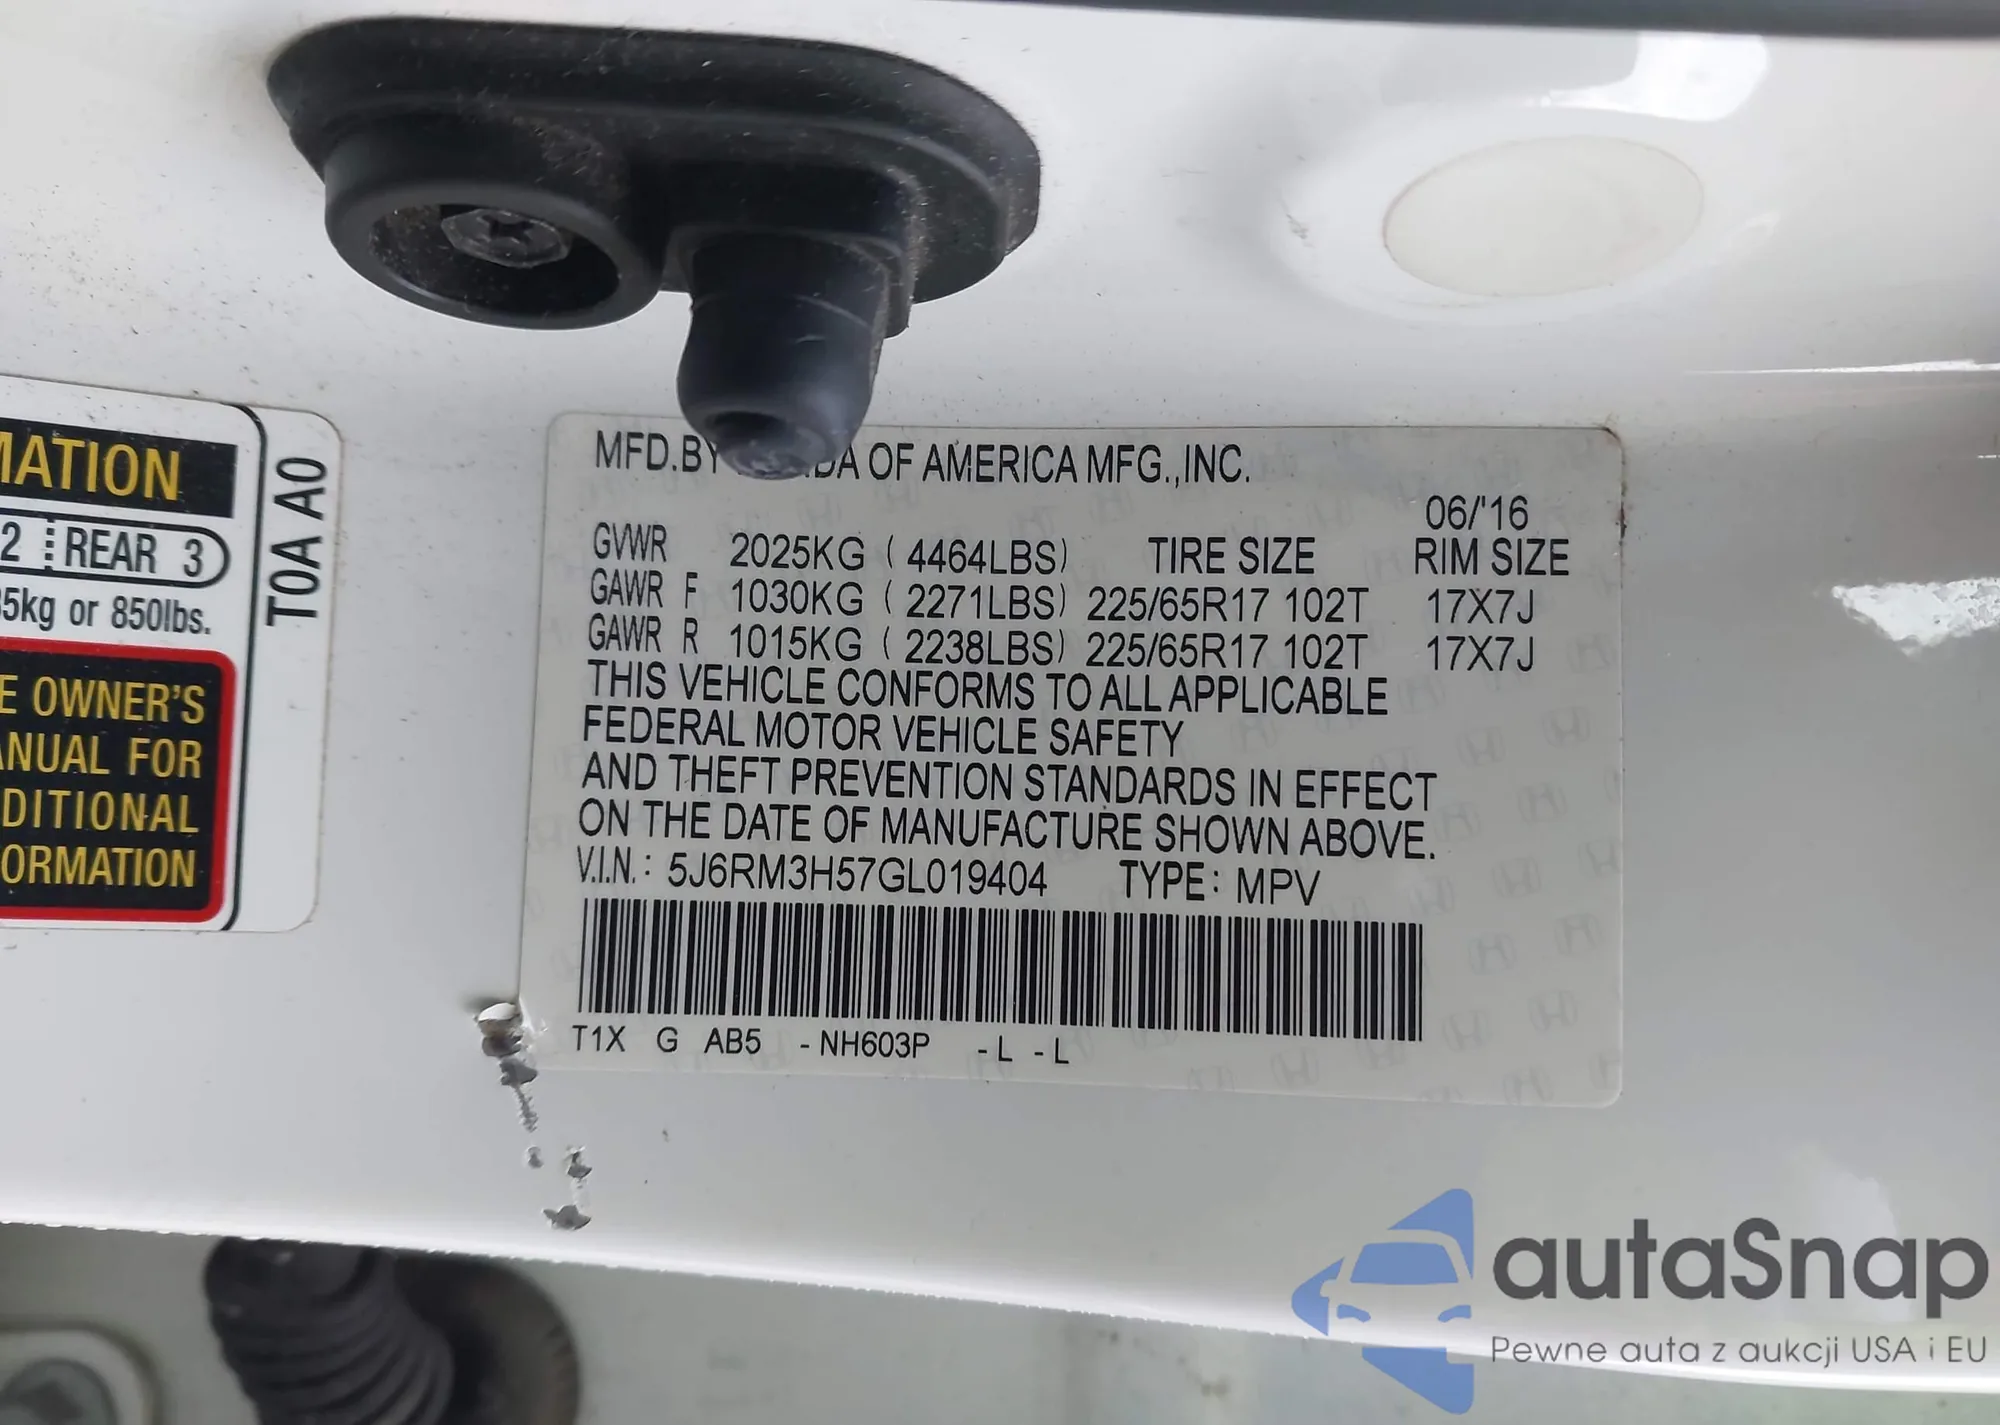 MATION
2 REAR 3
5kg or 850lbs.
E OWNER'S
ANUAL FOR
DITIONAL
ORMATION
T0A A0
MFD.BY OF AMERICA MFG.,INC.
06/'16
GVWR 2025KG ( 4464LBS) TIRE SIZE RIM SIZE
GAWR F 1030KG ( 2271LBS) 225/65R17 102T 17X7J
GAWR R 1015KG ( 2238LBS) 225/65R17 102T 17X7J
THIS VEHICLE CONFORMS TO ALL APPLICABLE
FEDERAL MOTOR VEHICLE SAFETY
AND THEFT PREVENTION STANDARDS IN EFFECT
ON THE DATE OF MANUFACTURE SHOWN ABOVE.
V.I.N.: 5J6RM3H57GL019404 TYPE: MPV
T1X G AB5 -NH603P -L -L
autaSnap
Pewne auta z aukcji USA i EU